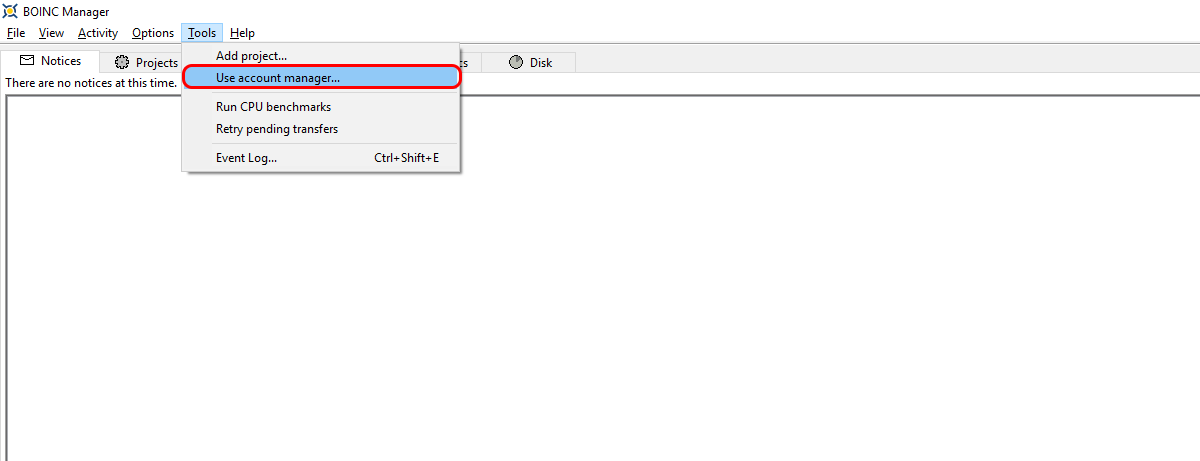 BOINC Manager
File View Activity Options Tools Help
Notices Projects Disk
There are no notices at this time.
Add project...
Use account manager...
Run CPU benchmarks
Retry pending transfers
Event Log... Ctrl+Shift+E